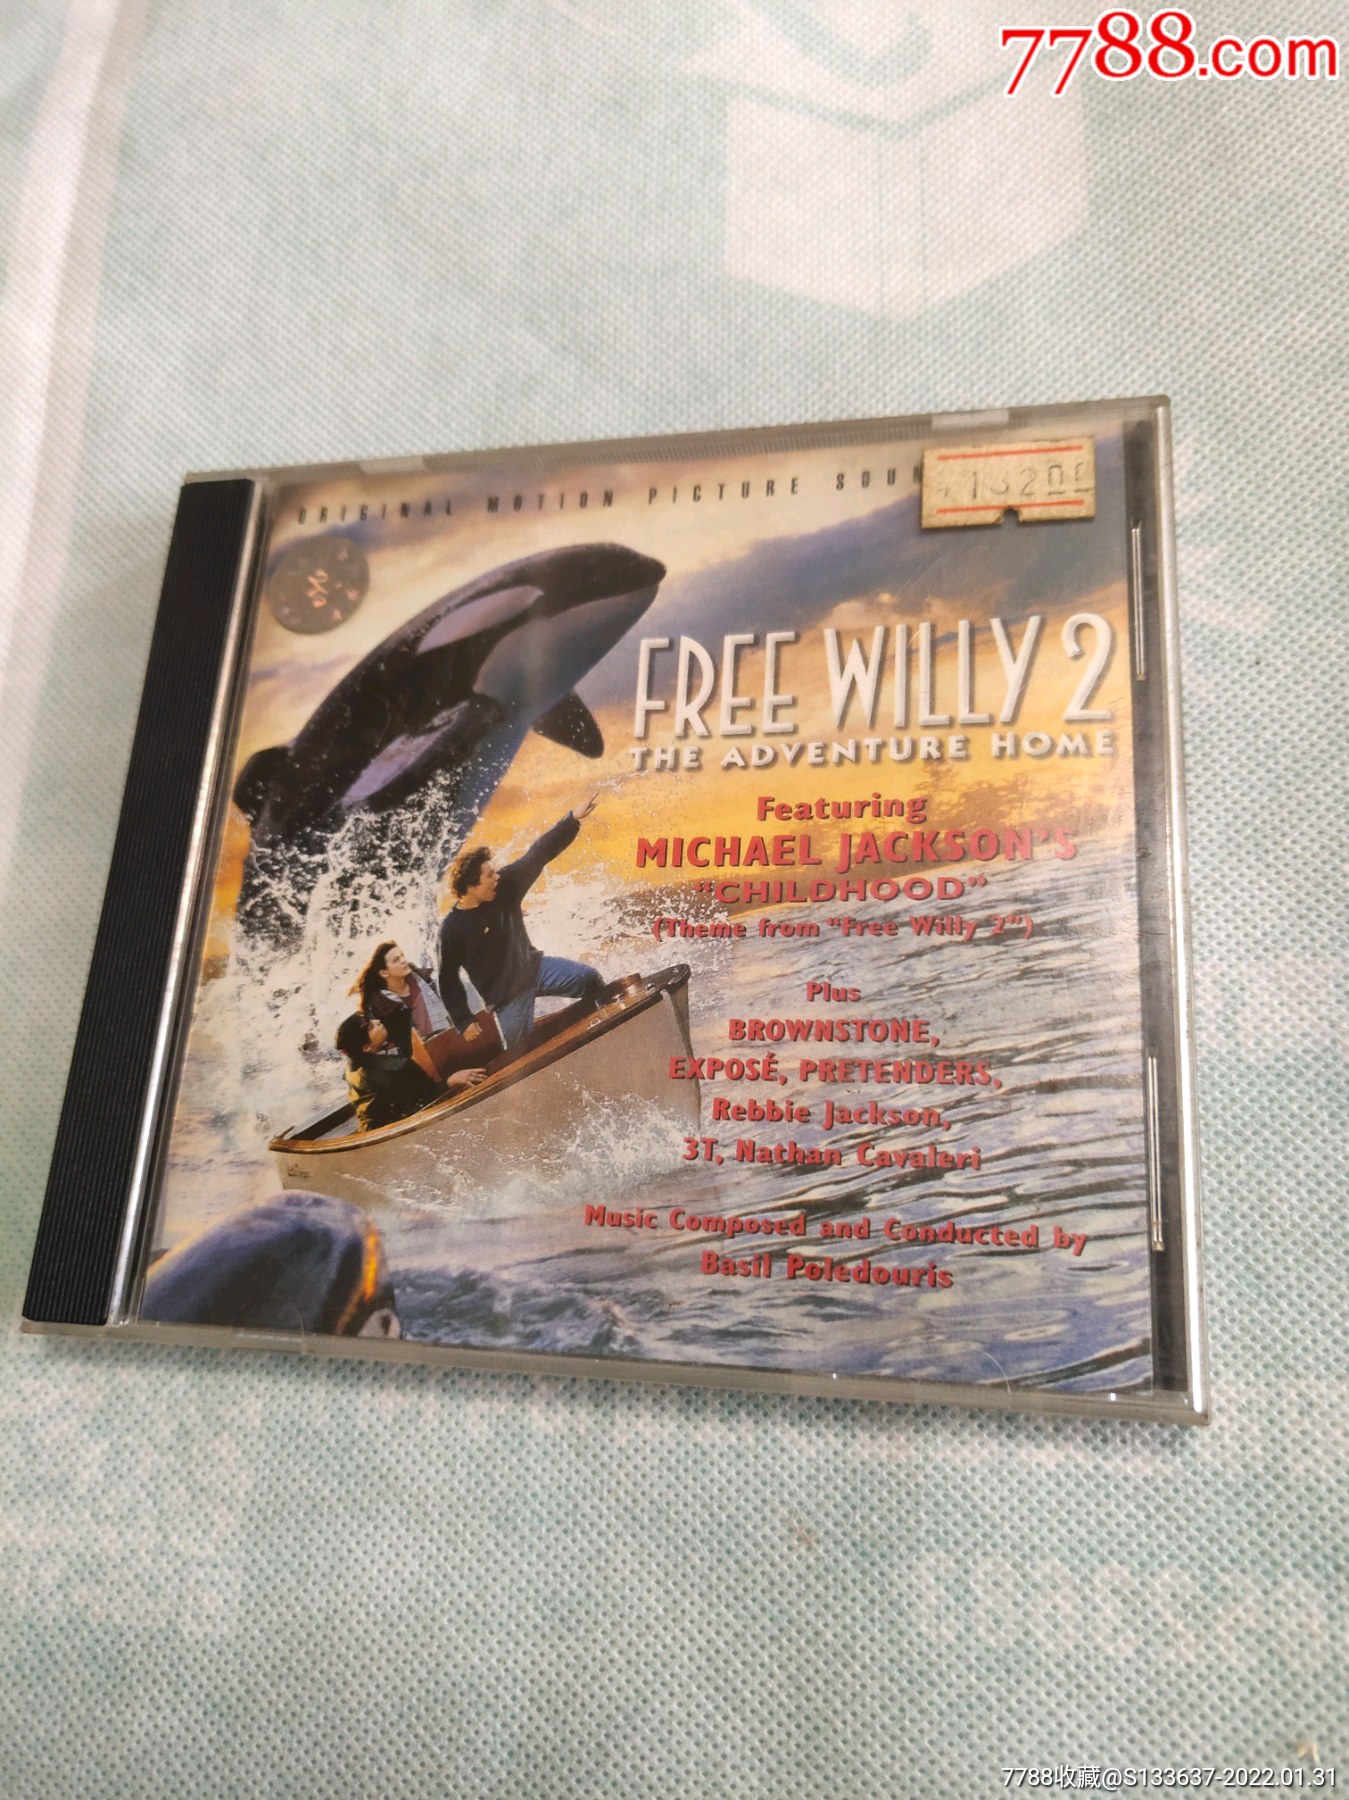 7788.com
ORIGINAL MOTION PICTURE SOUN
FREE WILLY 2
THE ADVENTURE HOME
Featuring
MICHAEL JACKSON'S
"CHILDHOOD"
(Theme from "Free Willy 2")
Plus
BROWNSTONE,
EXPOSÉ, PRETENDERS,
Rebbie Jackson,
3T, Nathan Cavaleri
Music Composed and Conducted by
Basil Poledouris
7788收藏@S133637-2022.01.31